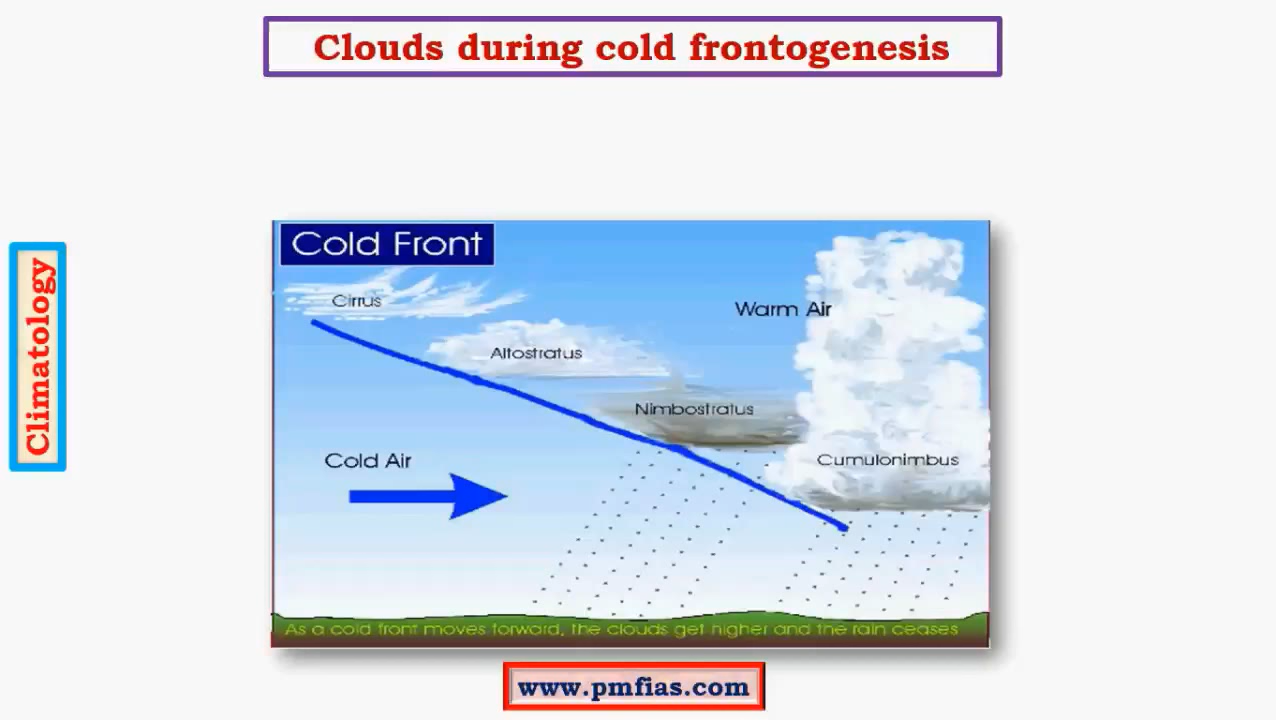 Clouds during cold frontogenesis
Climatology
Cold Front
Cirrus
Warm Air
Altostratus
Nimbostratus
Cold Air
Cumulonimbus
As a cold front moves forward, the clouds get higher and the rain ceases
www.pmfias.com